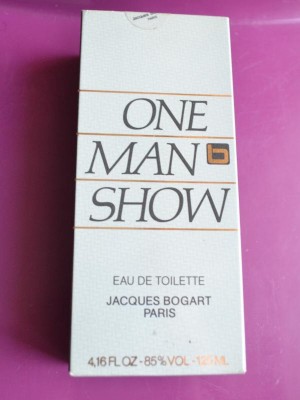 ONE
MAN b
SHOW
EAU DE TOILETTE
JACQUES BOGART
PARIS
4,16 FL.OZ - 85% VOL - 125 ML